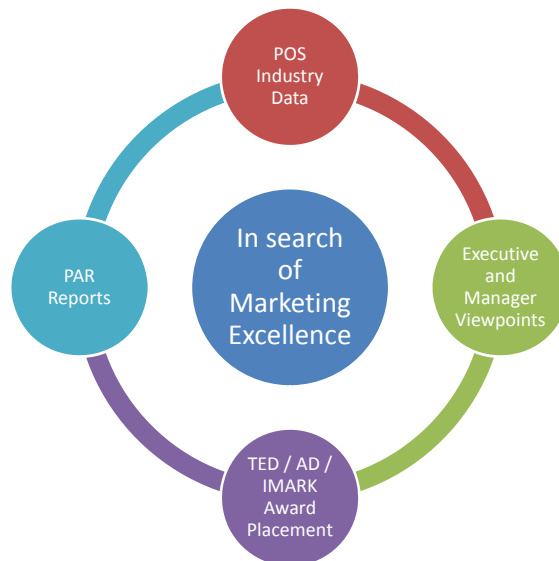 POS
Industry
Data
In search
of
Marketing
Excellence
PAR
Reports
Executive
and
Manager
Viewpoints
TED / AD /
IMARK
Award
Placement